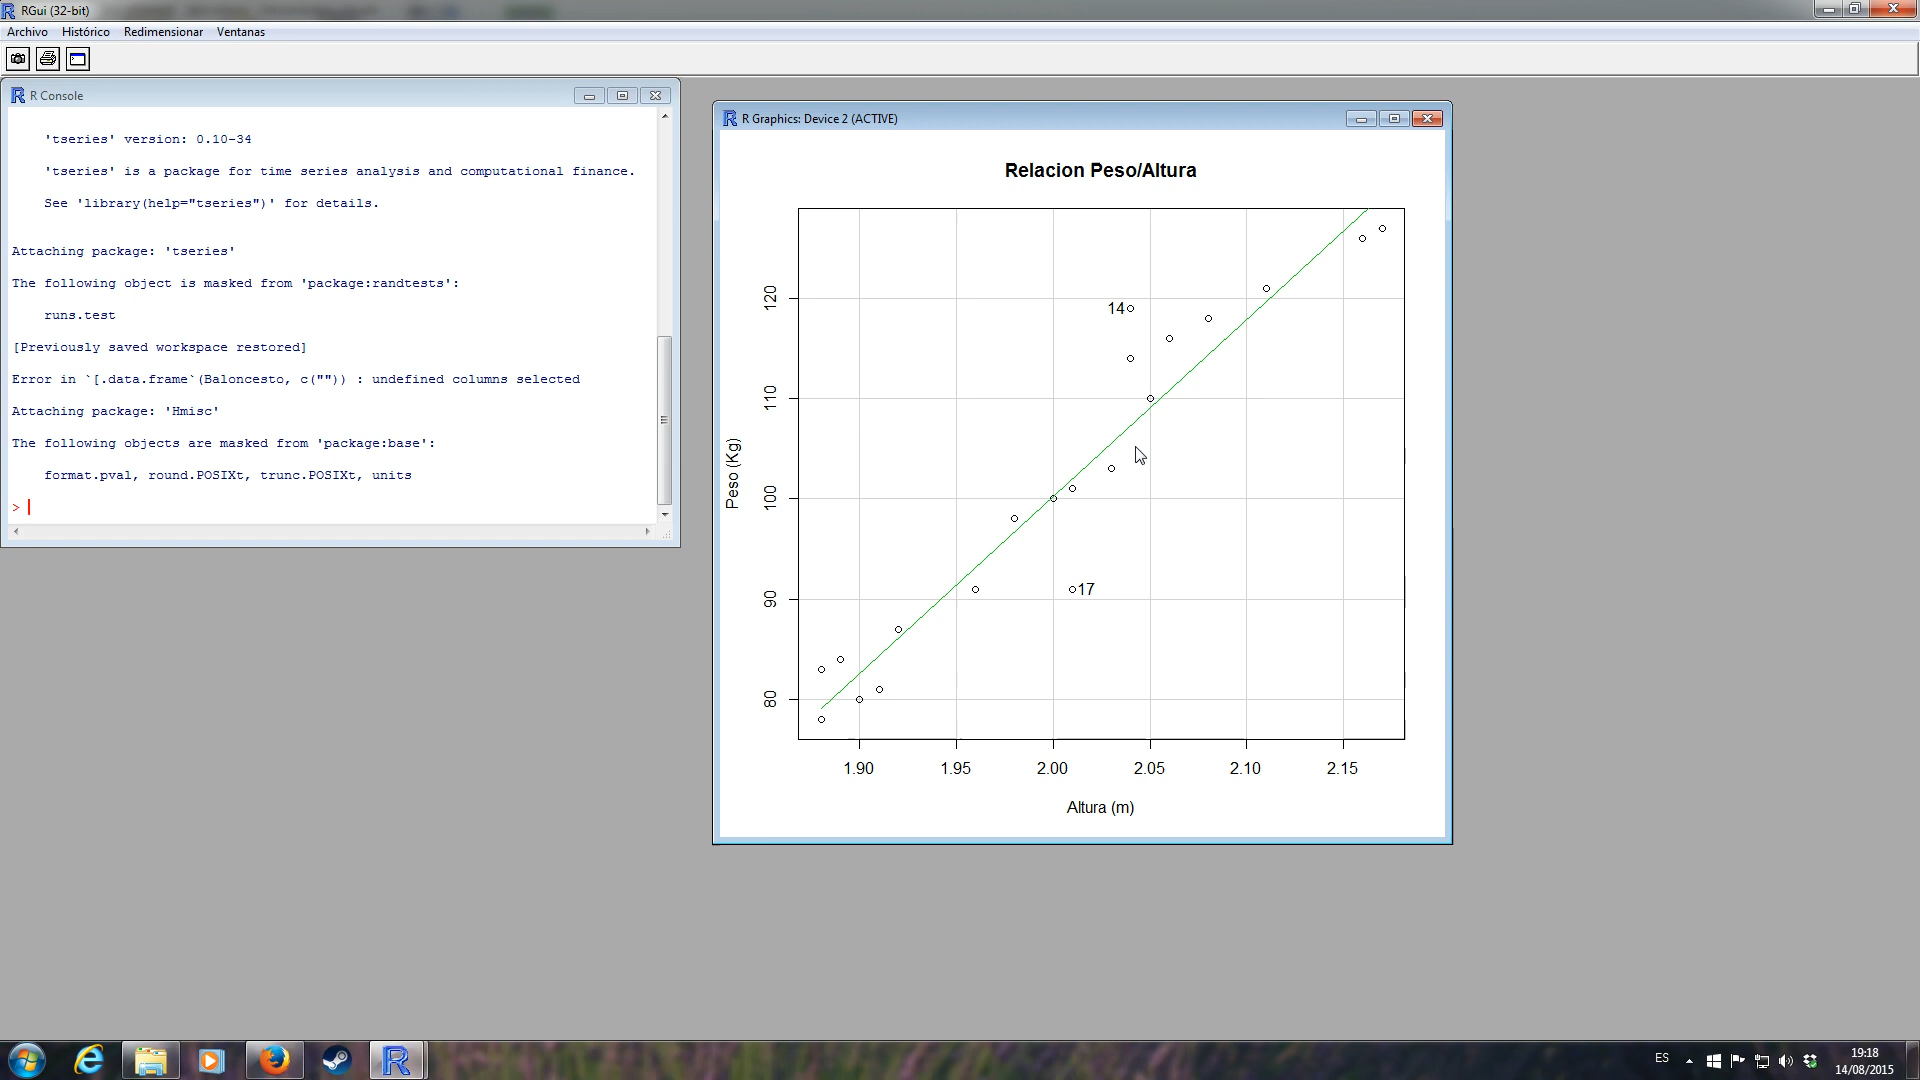 RGui (32-bit)
Archivo Histórico Redimensionar Ventanas
R Console
'tseries' version: 0.10-34
'tseries' is a package for time series analysis and computational finance.
See 'library(help="tseries")' for details.
Attaching package: 'tseries'
The following object is masked from 'package:randtests':
runs.test
[Previously saved workspace restored]
Error in `[.data.frame`(Baloncesto, c("")) : undefined columns selected
Attaching package: 'Hmisc'
The following objects are masked from 'package:base':
format.pval, round.POSIXt, trunc.POSIXt, units
>
R Graphics: Device 2 (ACTIVE)
Relacion Peso/Altura
120
110
100
90
80
Peso (Kg)
14
17
1.90 1.95 2.00 2.05 2.10 2.15
Altura (m)
ES
19:18
14/08/2015